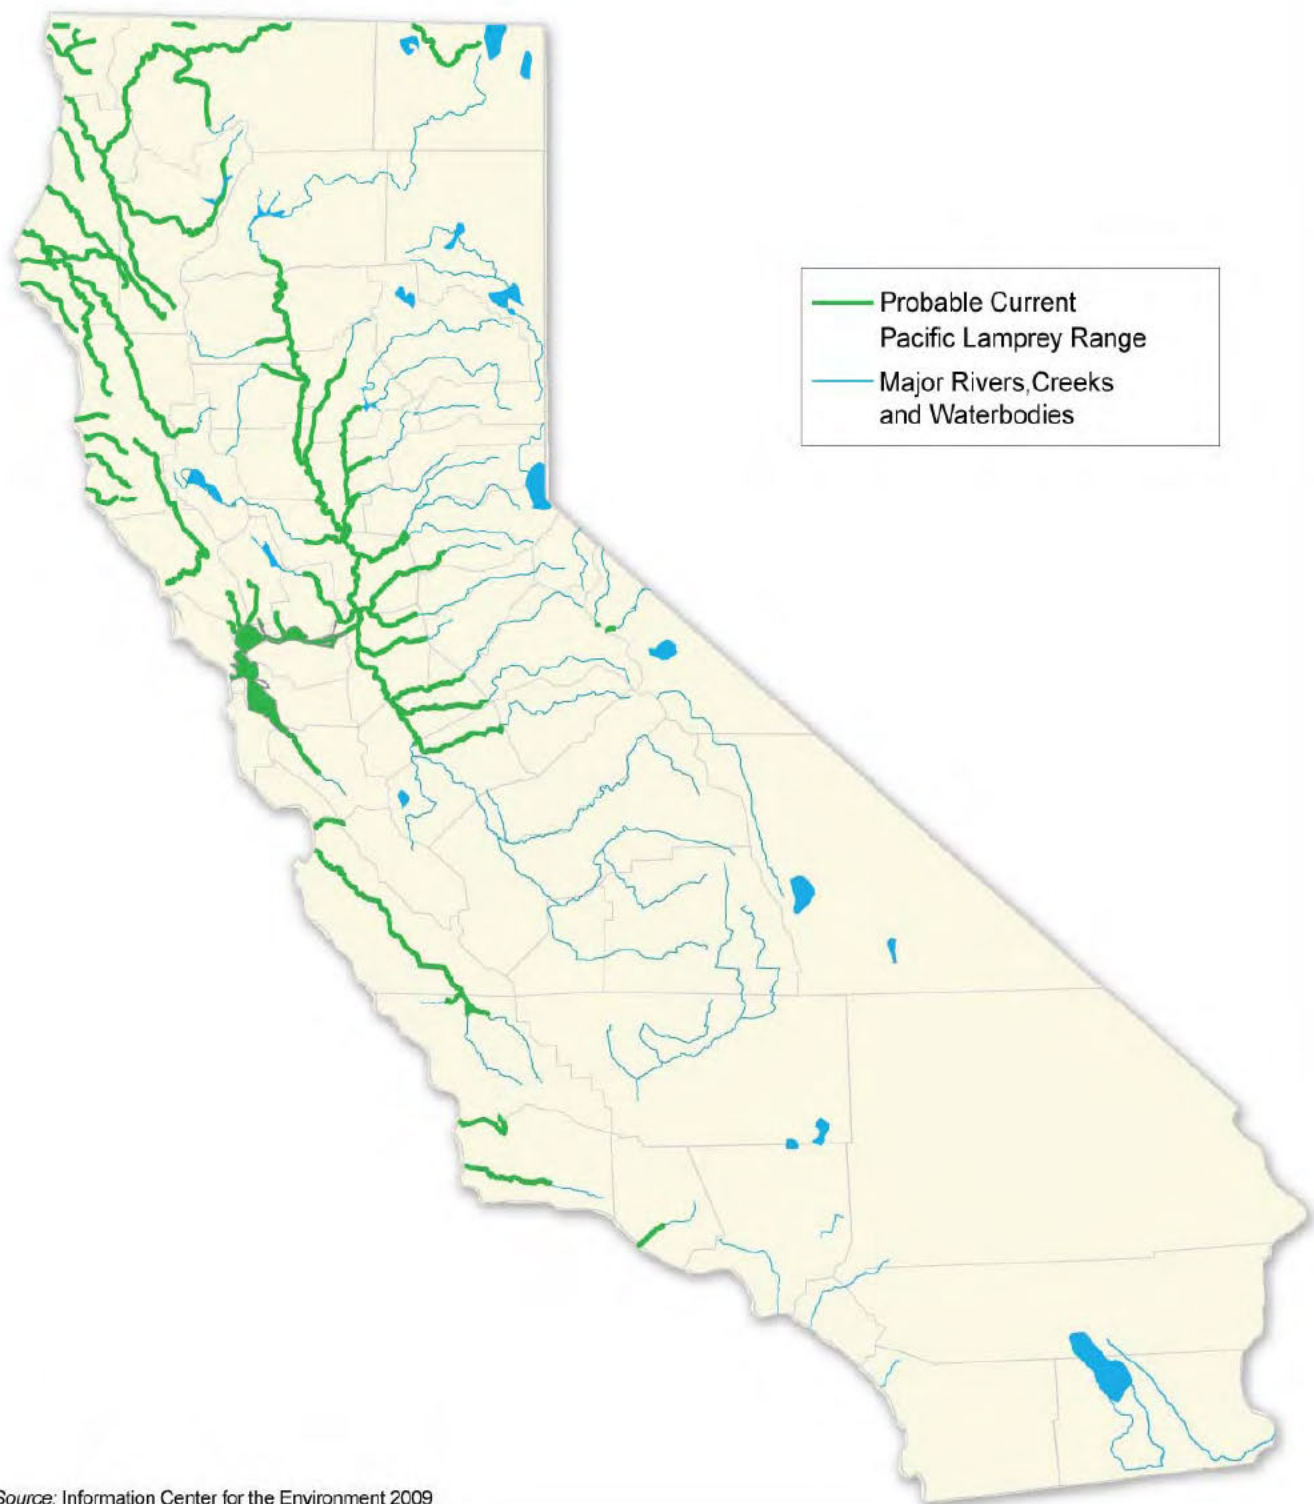 Probable Current
Pacific Lamprey Range
Major Rivers,Creeks
and Waterbodies
Source: Information Center for the Environment 2009